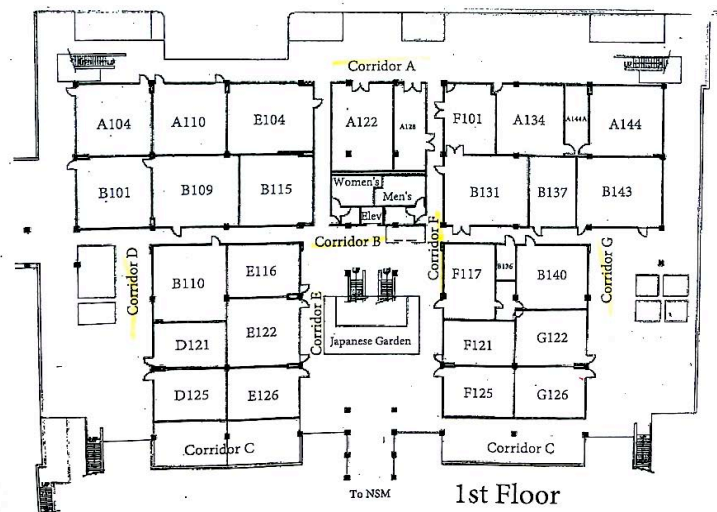 Corridor A
A104
A110
E104
A122
A128
F101
A134
A144A
A144
B101
B109
B115
Women's
Men's
Elev
B131
B137
B143
Corridor B
Corridor D
Corridor E
Corridor F
Corridor G
B110
E116
F117
B136
B140
D121
E122
Japanese Garden
F121
G122
D125
E126
F125
G126
Corridor C
Corridor C
To NSM
1st Floor